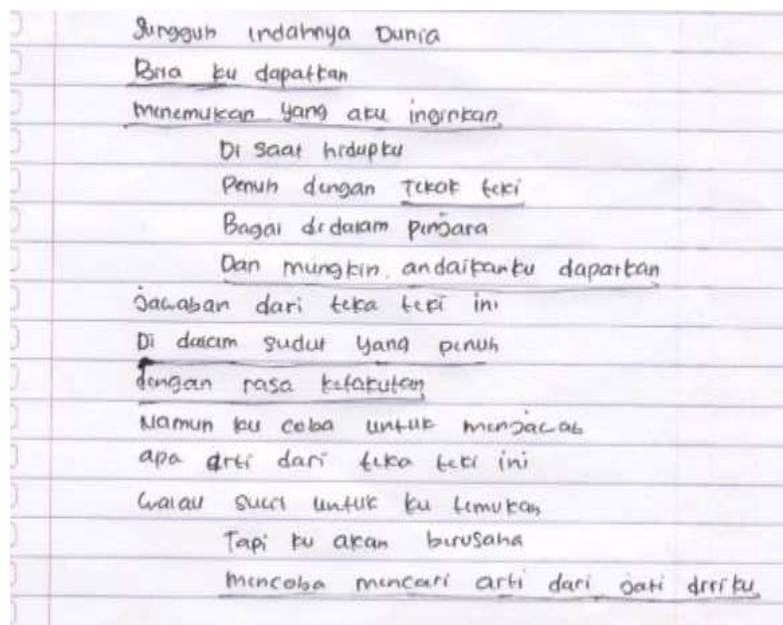 Sungguh indahnya Dunia
Bila ku dapatkan
menemukan yang aku inginkan
Di saat hidupku
Penuh dengan Tekak teki
Bagai di dalam penjara
Dan mungkin, andaikanku dapatkan
jawaban dari teka teki ini
Di dalam sudut yang penuh
dengan rasa ketakutan
Namun ku coba untuk menjawab
apa arti dari teka teki ini
Walau sulit untuk ku temukan
Tapi ku akan berusaha
mencoba mencari arti dari jati diriku